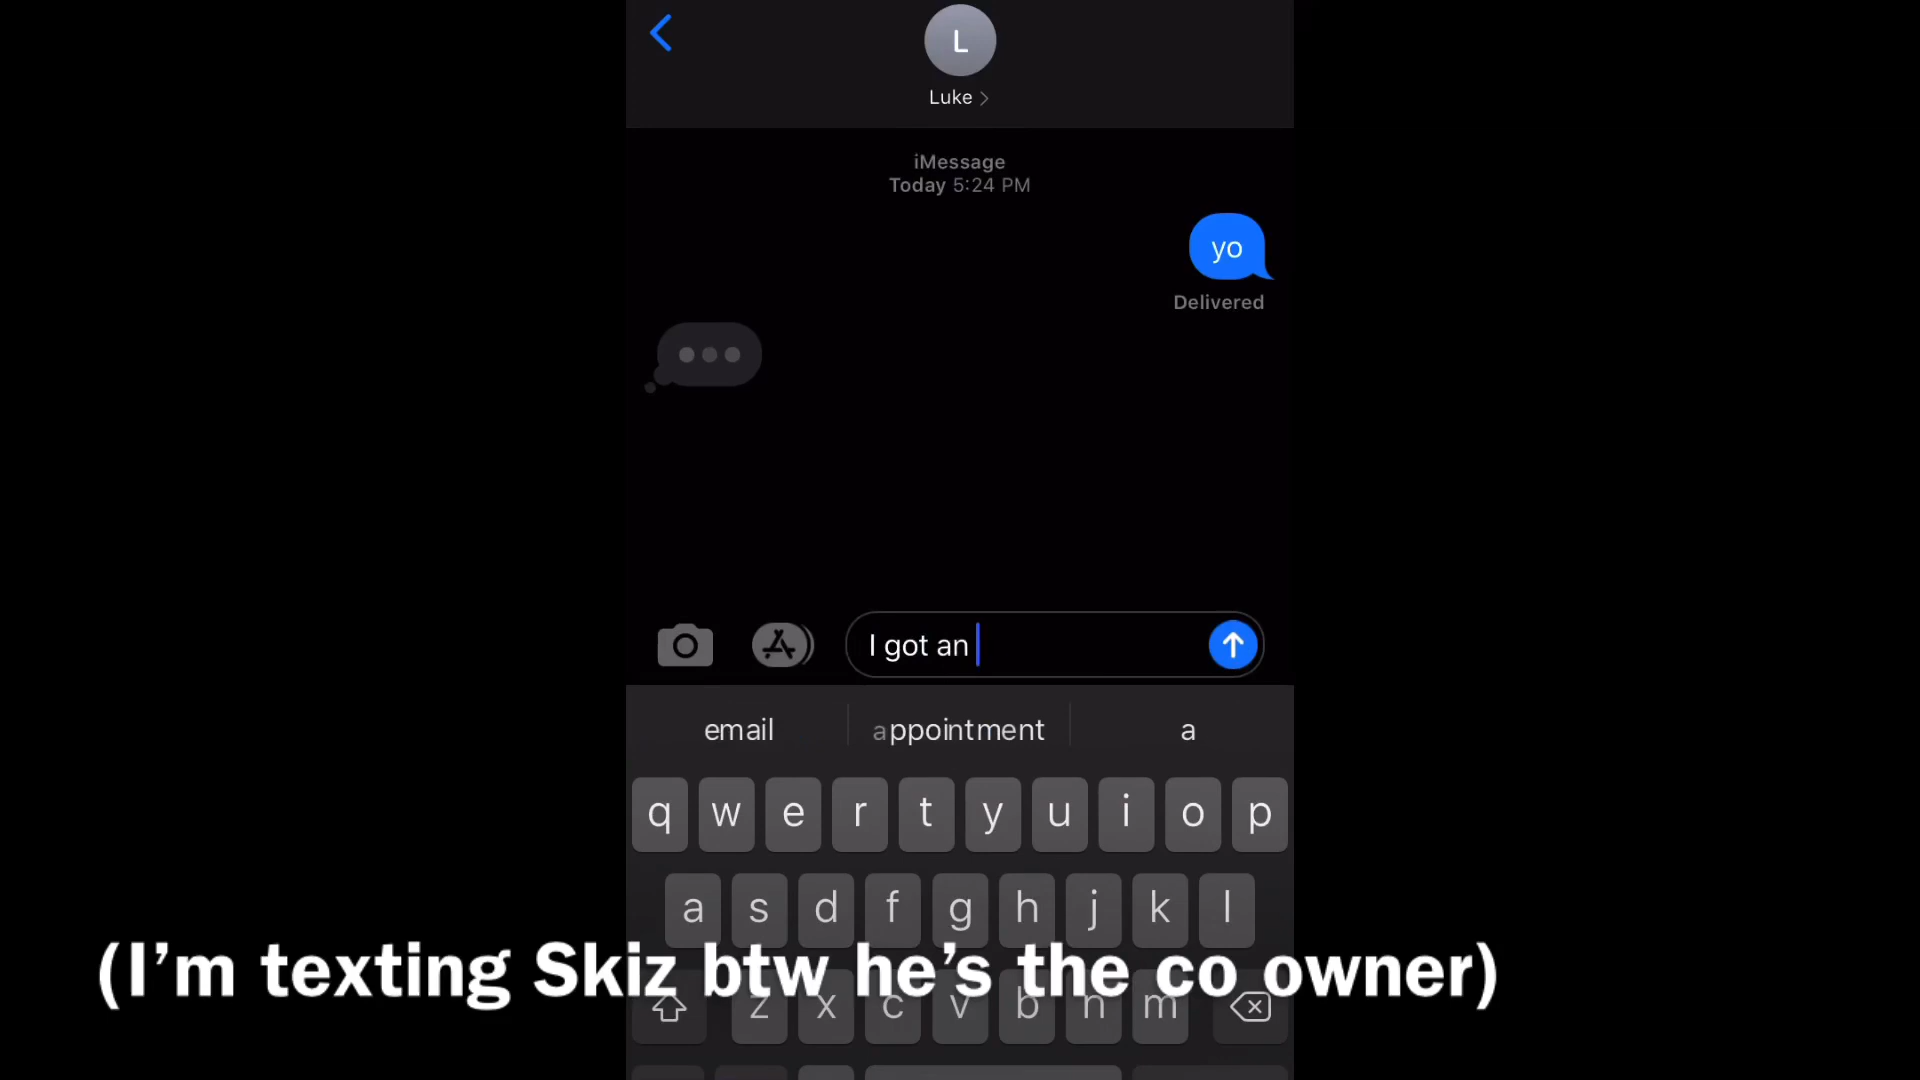 L
Luke
iMessage
Today 5:24 PM
yo
Delivered
I got an
email appointment a
q w e r t y u i o p
a s d f g h j k l
z x c v b n m
(I’m texting Skiz btw he’s the co owner)